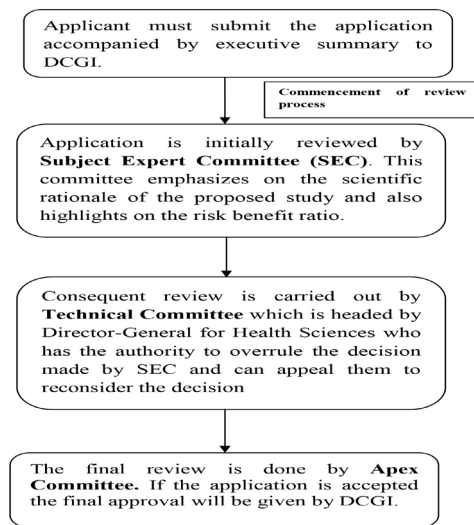 Applicant must submit the application
accompanied by executive summary to
DCGI.
Commencement of review
process
Application is initially reviewed by
Subject Expert Committee (SEC). This
committee emphasizes on the scientific
rationale of the proposed study and also
highlights on the risk benefit ratio.
Consequent review is carried out by
Technical Committee which is headed by
Director-General for Health Sciences who
has the authority to overrule the decision
made by SEC and can appeal them to
reconsider the decision
The final review is done by Apex
Committee. If the application is accepted
the final approval will be given by DCGI.